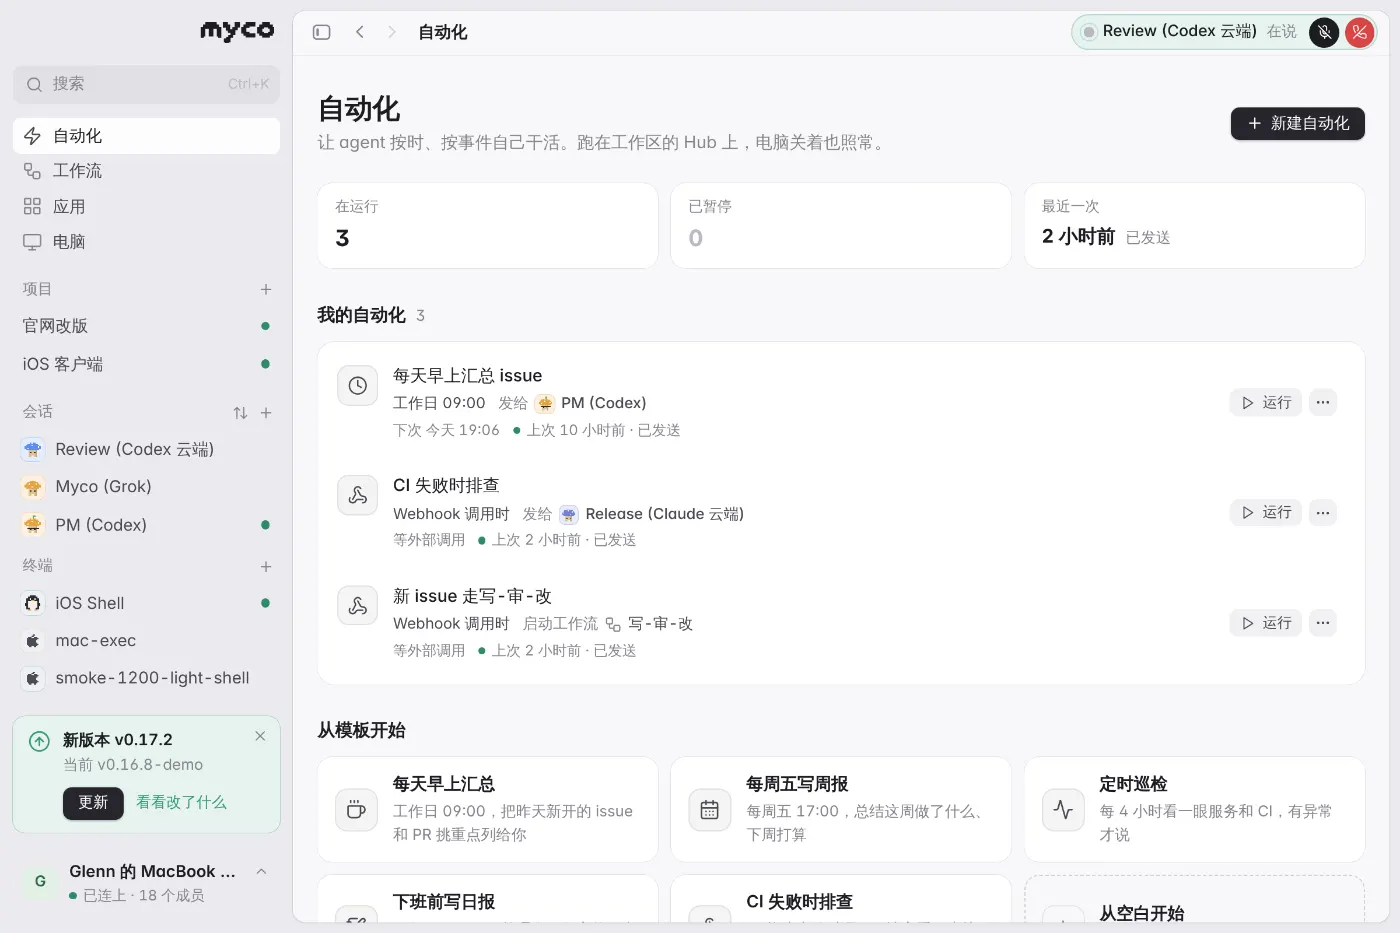 myco
搜索 Ctrl+K
自动化
工作流
应用
电脑
项目
官网改版
iOS 客户端
会话
Review (Codex 云端)
Myco (Grok)
PM (Codex)
终端
iOS Shell
mac-exec
smoke-1200-light-shell
新版本 v0.17.2
当前 v0.16.8-demo
更新 看看改了什么
G
Glenn 的 MacBook ...
已连上 · 18 个成员
自动化
Review (Codex 云端) 在说
自动化
让 agent 按时、按事件自己干活。跑在工作区的 Hub 上，电脑关着也照常。
新建自动化
在运行
3
已暂停
0
最近一次
2 小时前 已发送
我的自动化 3
每天早上汇总 issue
工作日 09:00 发给 PM (Codex)
下次 今天 19:06 上次 10 小时前 · 已发送
运行
CI 失败时排查
Webhook 调用时 发给 Release (Claude 云端)
等外部调用 上次 2 小时前 · 已发送
运行
新 issue 走写-审-改
Webhook 调用时 启动工作流 写-审-改
等外部调用 上次 2 小时前 · 已发送
运行
从模板开始
每天早上汇总
工作日 09:00，把昨天新开的 issue
和 PR 挑重点列给你
每周五写周报
每周五 17:00，总结这周做了什么、
下周打算
定时巡检
每 4 小时看一眼服务和 CI，有异常
才说
下班前写日报
CI 失败时排查
从空白开始